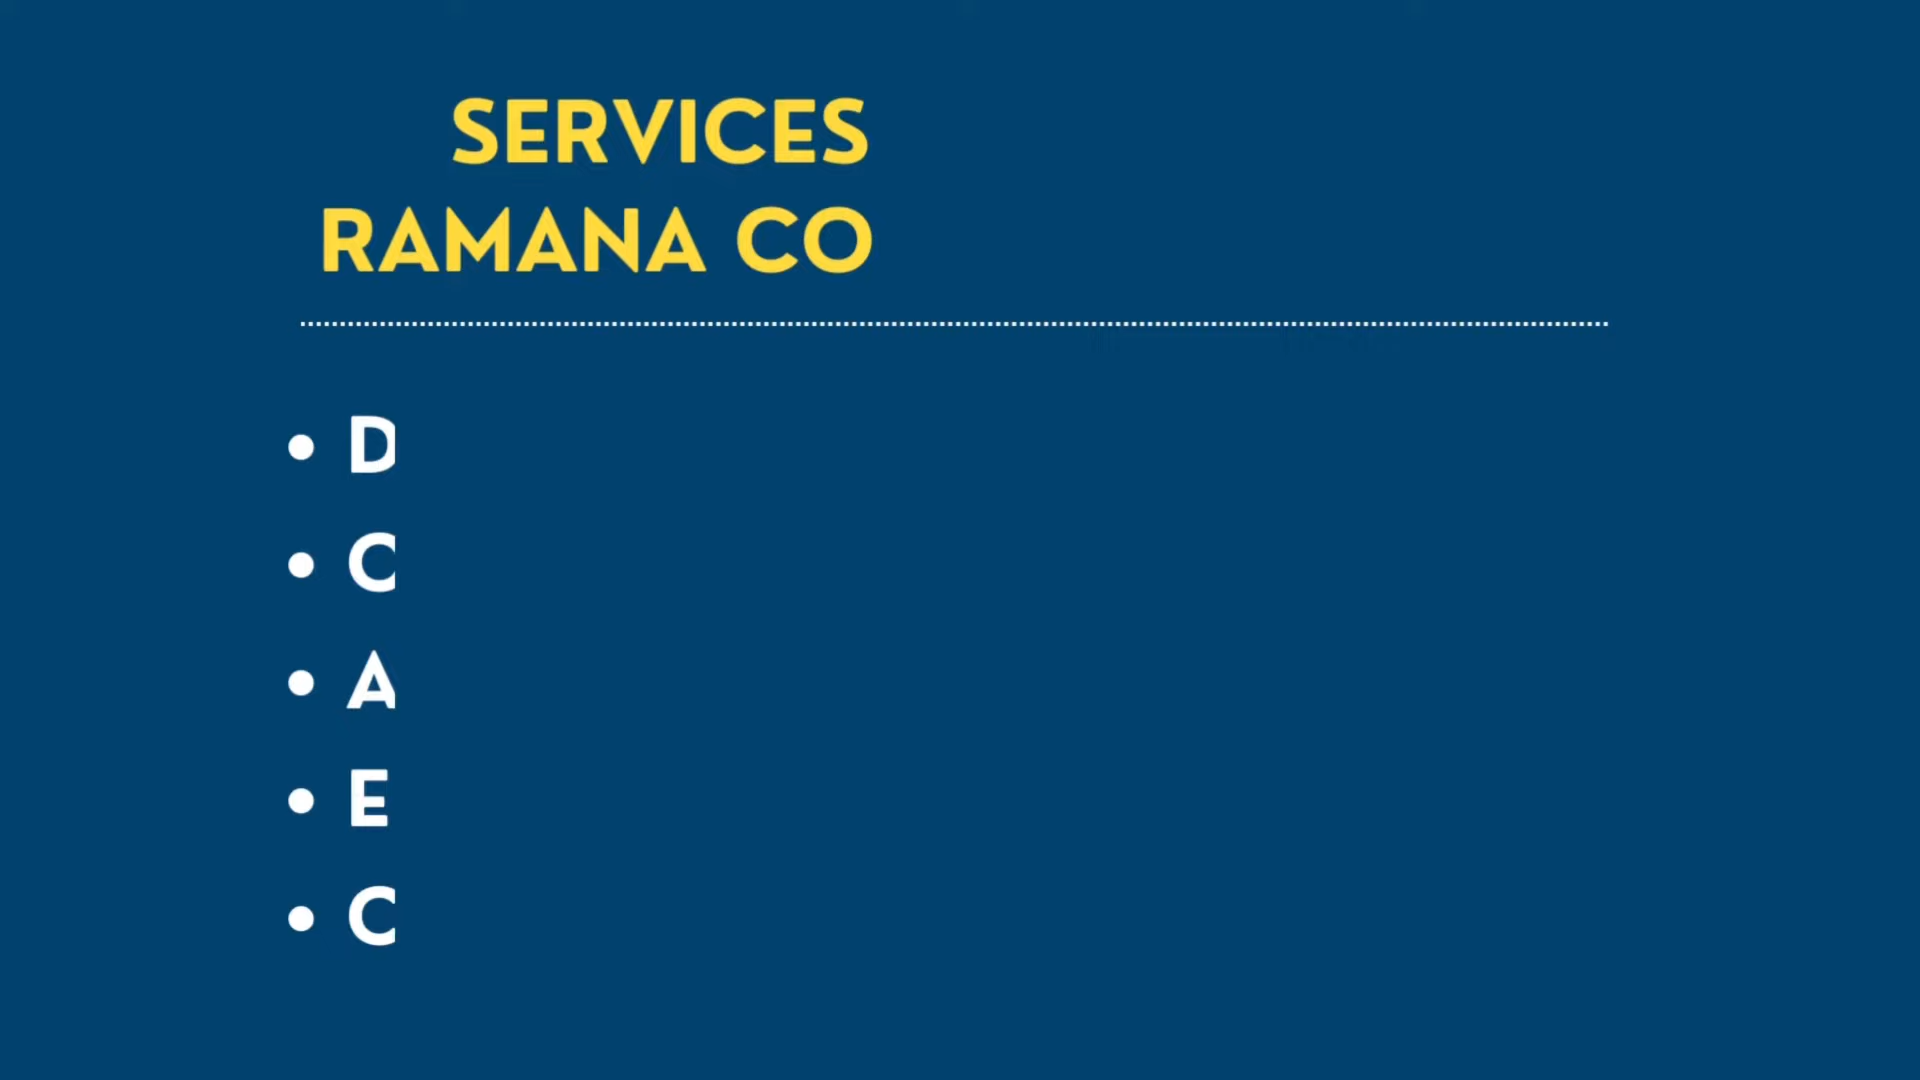 SERVICES
RAMANA CO
• D
• C
• A
• E
• C